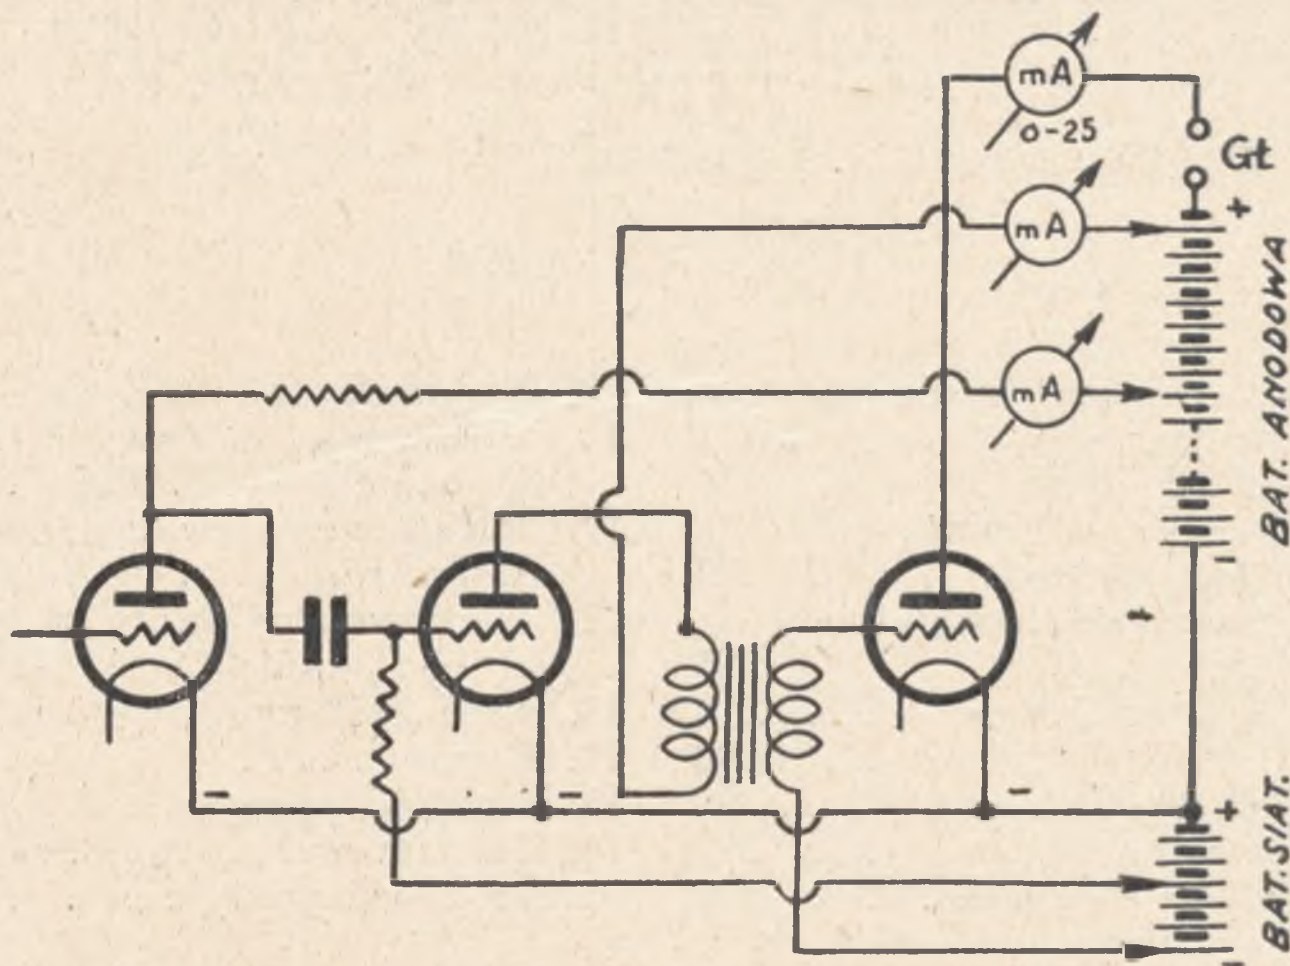 mA
0-25
Gt
+
mA
mA
BAT. ANODOWA
-
+
-
-
-
+
BAT. SIAT.
-